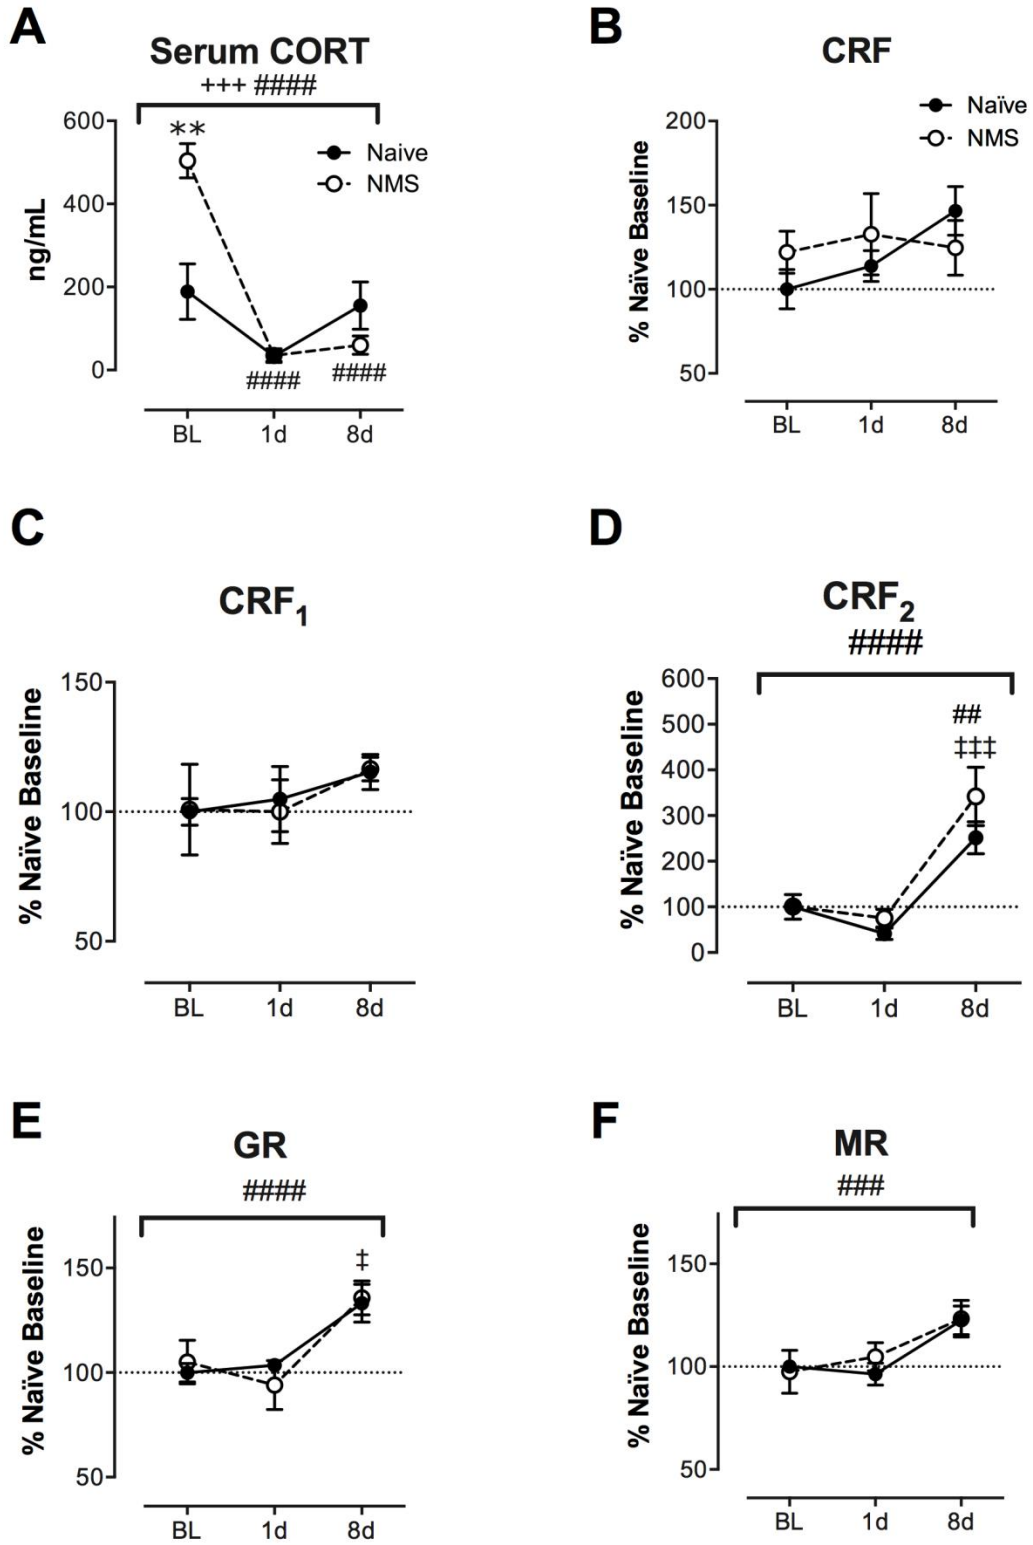 A
Serum CORT
+++ ####
600
400
200
0
ng/mL
**
Naive
NMS
####
####
BL
1d
8d
B
CRF
Naïve
NMS
200
150
100
50
% Naïve Baseline
BL
1d
8d
C
CRF₁
150
100
50
% Naïve Baseline
BL
1d
8d
D
CRF₂
####
600
500
400
300
200
100
0
% Naïve Baseline
##
‡‡‡
BL
1d
8d
E
GR
####
150
100
50
% Naïve Baseline
‡
BL
1d
8d
F
MR
###
150
100
50
% Naïve Baseline
BL
1d
8d